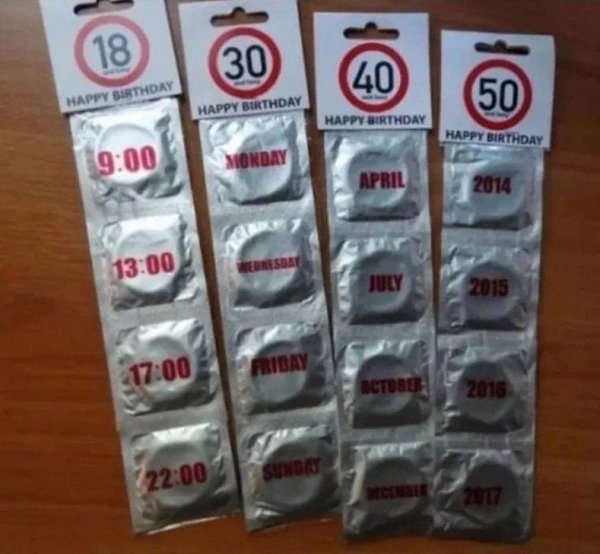 18
HAPPY BIRTHDAY
9:00
13:00
17:00
22:00
30
HAPPY BIRTHDAY
MONDAY
WEDNESDAY
FRIDAY
SUNDAY
40
HAPPY BIRTHDAY
APRIL
JULY
OCTOBER
DECEMBER
50
HAPPY BIRTHDAY
2014
2015
2016
2017